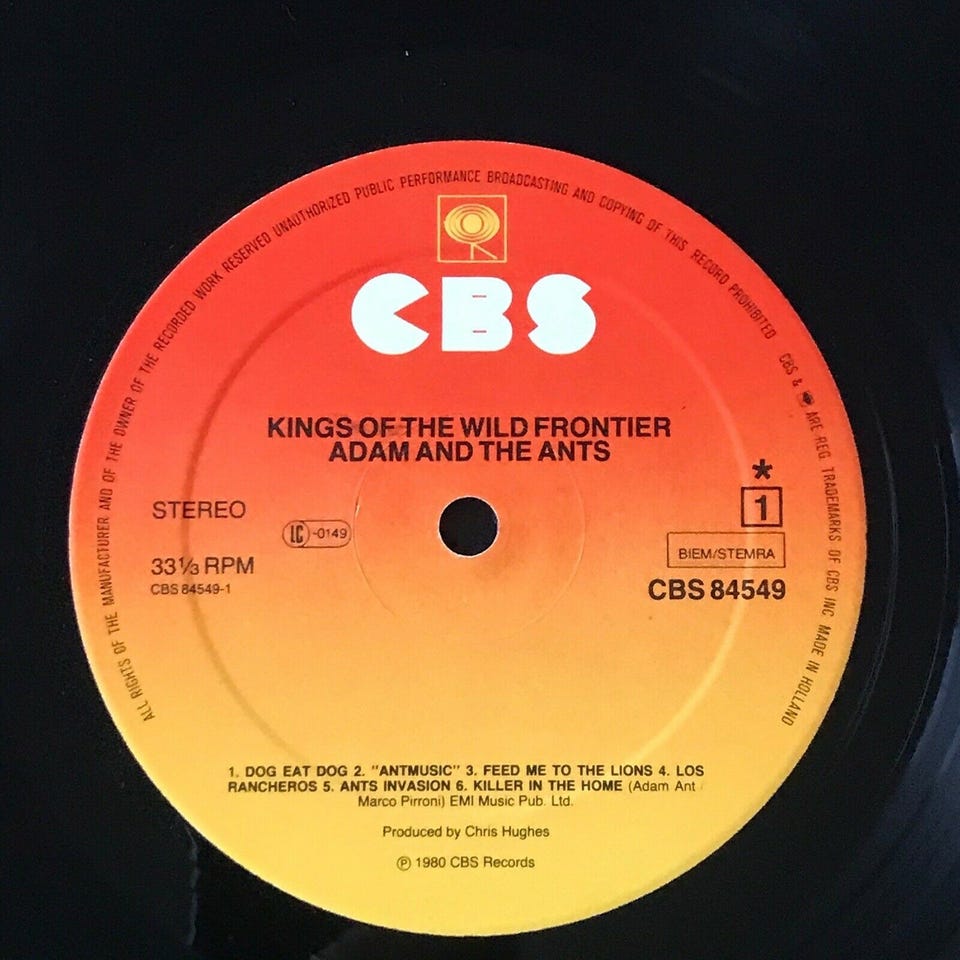 ALL RIGHTS OF THE MANUFACTURER AND OF THE OWNER OF THE RECORDED WORK RESERVED UNAUTHORIZED PUBLIC PERFORMANCE BROADCASTING AND COPYING OF THIS RECORD PROHIBITED CBS & ARE REG. TRADEMARKS OF CBS INC MADE IN HOLLAND
CBS
KINGS OF THE WILD FRONTIER
ADAM AND THE ANTS
*
STEREO
1
LC -0149
BIEM/STEMRA
33⅓ RPM
CBS 84549-1
CBS 84549
1. DOG EAT DOG 2. "ANTMUSIC" 3. FEED ME TO THE LIONS 4. LOS
RANCHEROS 5. ANTS INVASION 6. KILLER IN THE HOME (Adam Ant /
Marco Pirroni) EMI Music Pub. Ltd.
Produced by Chris Hughes
Ⓟ 1980 CBS Records